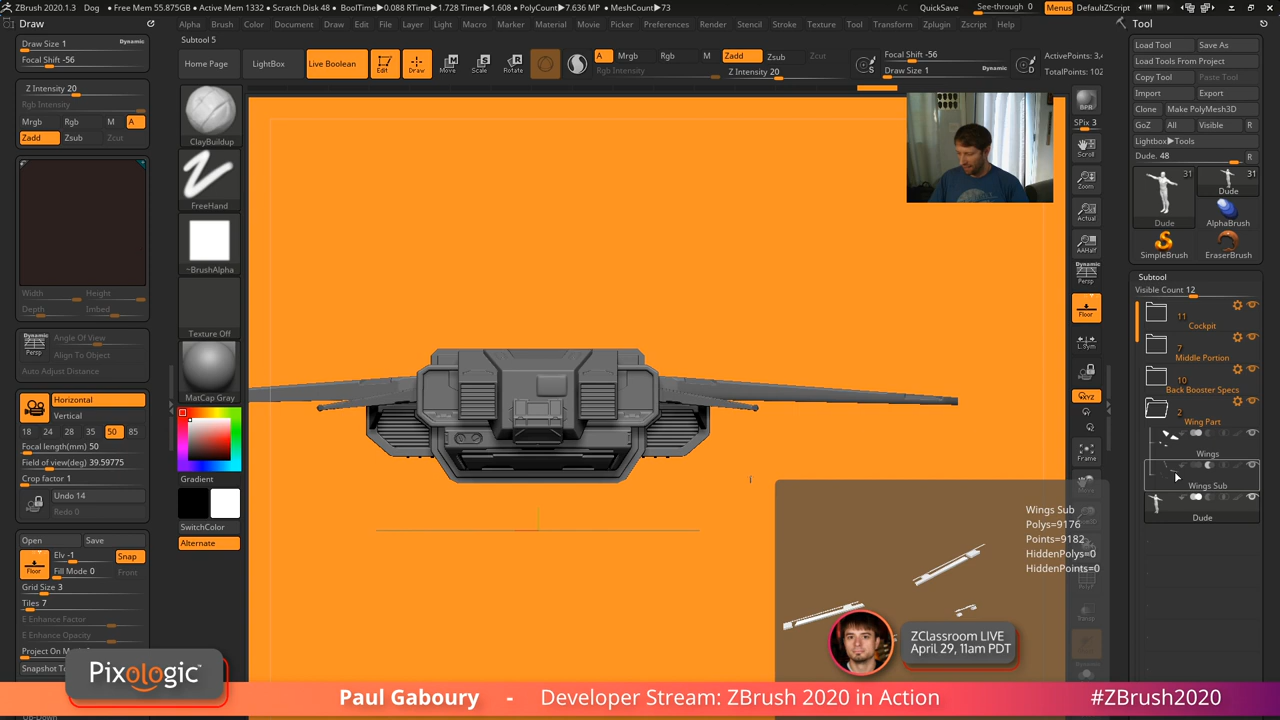 ZBrush 2020.1.3 Dog • Free Mem 55.875GB • Active Mem 1332 • Scratch Disk 48 • BoolTime▶0.088 RTime▶1.728 Timer▶1.608 • PolyCount▶7.636 MP • MeshCount▶73
AC QuickSave See-through 0 Menus DefaultZScript
Draw
Alpha Brush Color Document Draw Edit File Layer Light Macro Marker Material Movie Picker Preferences Render Stencil Stroke Texture Tool Transform Zplugin Zscript Help
Subtool 5
Draw Size 1 Dynamic
Focal Shift -56
Home Page LightBox Live Boolean Edit Draw Move Scale Rotate
A Mrgb Rgb M Zadd Zsub Zcut
Rgb Intensity Z Intensity 20
Focal Shift -56
Draw Size 1 Dynamic
ActivePoints: 3,4
TotalPoints: 102
Z Intensity 20
Rgb Intensity
Mrgb Rgb M A
Zadd Zsub Zcut
Width Height
Depth Imbed
Persp
Angle Of View
Align To Object
Auto Adjust Distance
Horizontal
Vertical
18 24 28 35 50 85
Focal length(mm) 50
Field of view(deg) 39.59775
Crop factor 1
Undo 14
Redo 0
Open Save
Elv -1 Snap
Floor
Fill Mode 0 Front
Grid Size 3
Tiles 7
E Enhance Factor
E Enhance Opacity
Project On M
Snapshot T
Up-Down
ClayBuildup
FreeHand
~BrushAlpha
Texture Off
MatCap Gray
Gradient
SwitchColor
Alternate
BPR
SPix 3
Scroll
Zoom
Actual
AAHalf
Dynamic
Persp
Floor
L.Sym
XYZ
Frame
Move
Transp
Tool
Load Tool Save As
Load Tools From Project
Copy Tool Paste Tool
Import Export
Clone Make PolyMesh3D
GoZ All Visible R
Lightbox▶Tools
Dude. 48 R
31 31
Dude
Dude AlphaBrush
SimpleBrush EraserBrush
Subtool
Visible Count 12
11
Cockpit
7
Middle Portion
10
Back Booster Specs
2
Wing Part
Wings
Wings Sub
Dude
Wings Sub
Polys=9176
Points=9182
HiddenPolys=0
HiddenPoints=0
ZClassroom LIVE
April 29, 11am PDT
Pixologic™
Paul Gaboury - Developer Stream: ZBrush 2020 in Action #ZBrush2020